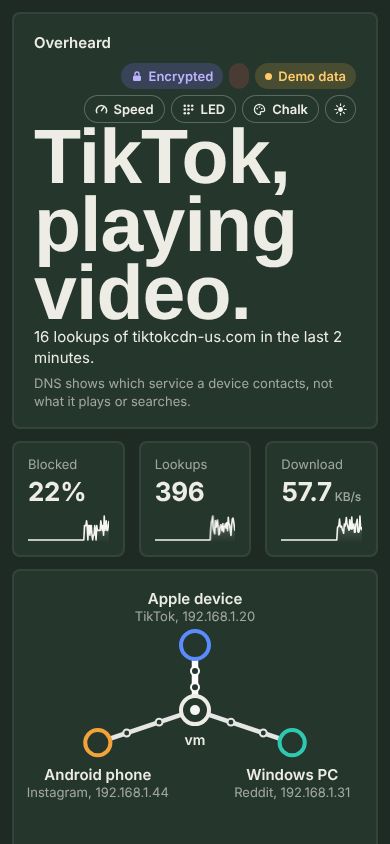 Overheard
Encrypted
Demo data
Speed
LED
Chalk
TikTok,
playing
video.
16 lookups of tiktokcdn-us.com in the last 2
minutes.
DNS shows which service a device contacts, not
what it plays or searches.
Blocked
22%
Lookups
396
Download
57.7 KB/s
Apple device
TikTok, 192.168.1.20
vm
Android phone
Instagram, 192.168.1.44
Windows PC
Reddit, 192.168.1.31